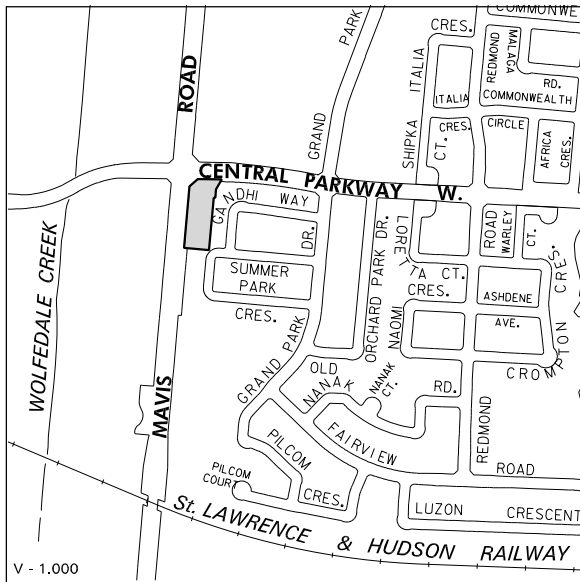 COMMONWE
CRES.
PARK
REDMOND
MALAGA
RD.
ROAD
ITALIA
ITALIA
COMMONWEALTH
GRAND
SHIPKA
CRES.
CT.
CIRCLE
AFRICA
CRES.
CENTRAL PARKWAY W.
GANDHI WAY
DR.
ORCHARD PARK DR.
LORETTA CT.
ROAD
WARLEY
CT.
WOLFEDALE CREEK
SUMMER
PARK
CRES.
CRES.
NAOMI
ASHDENE
AVE.
CROMPTON CRES.
GRAND PARK
OLD
NANAK
NANAK
CT.
RD.
MAVIS
REDMOND
FAIRVIEW
ROAD
PILCOM
CRES.
PILCOM
COURT
LUZON CRESCENT
St. LAWRENCE & HUDSON RAILWAY
V - 1.000